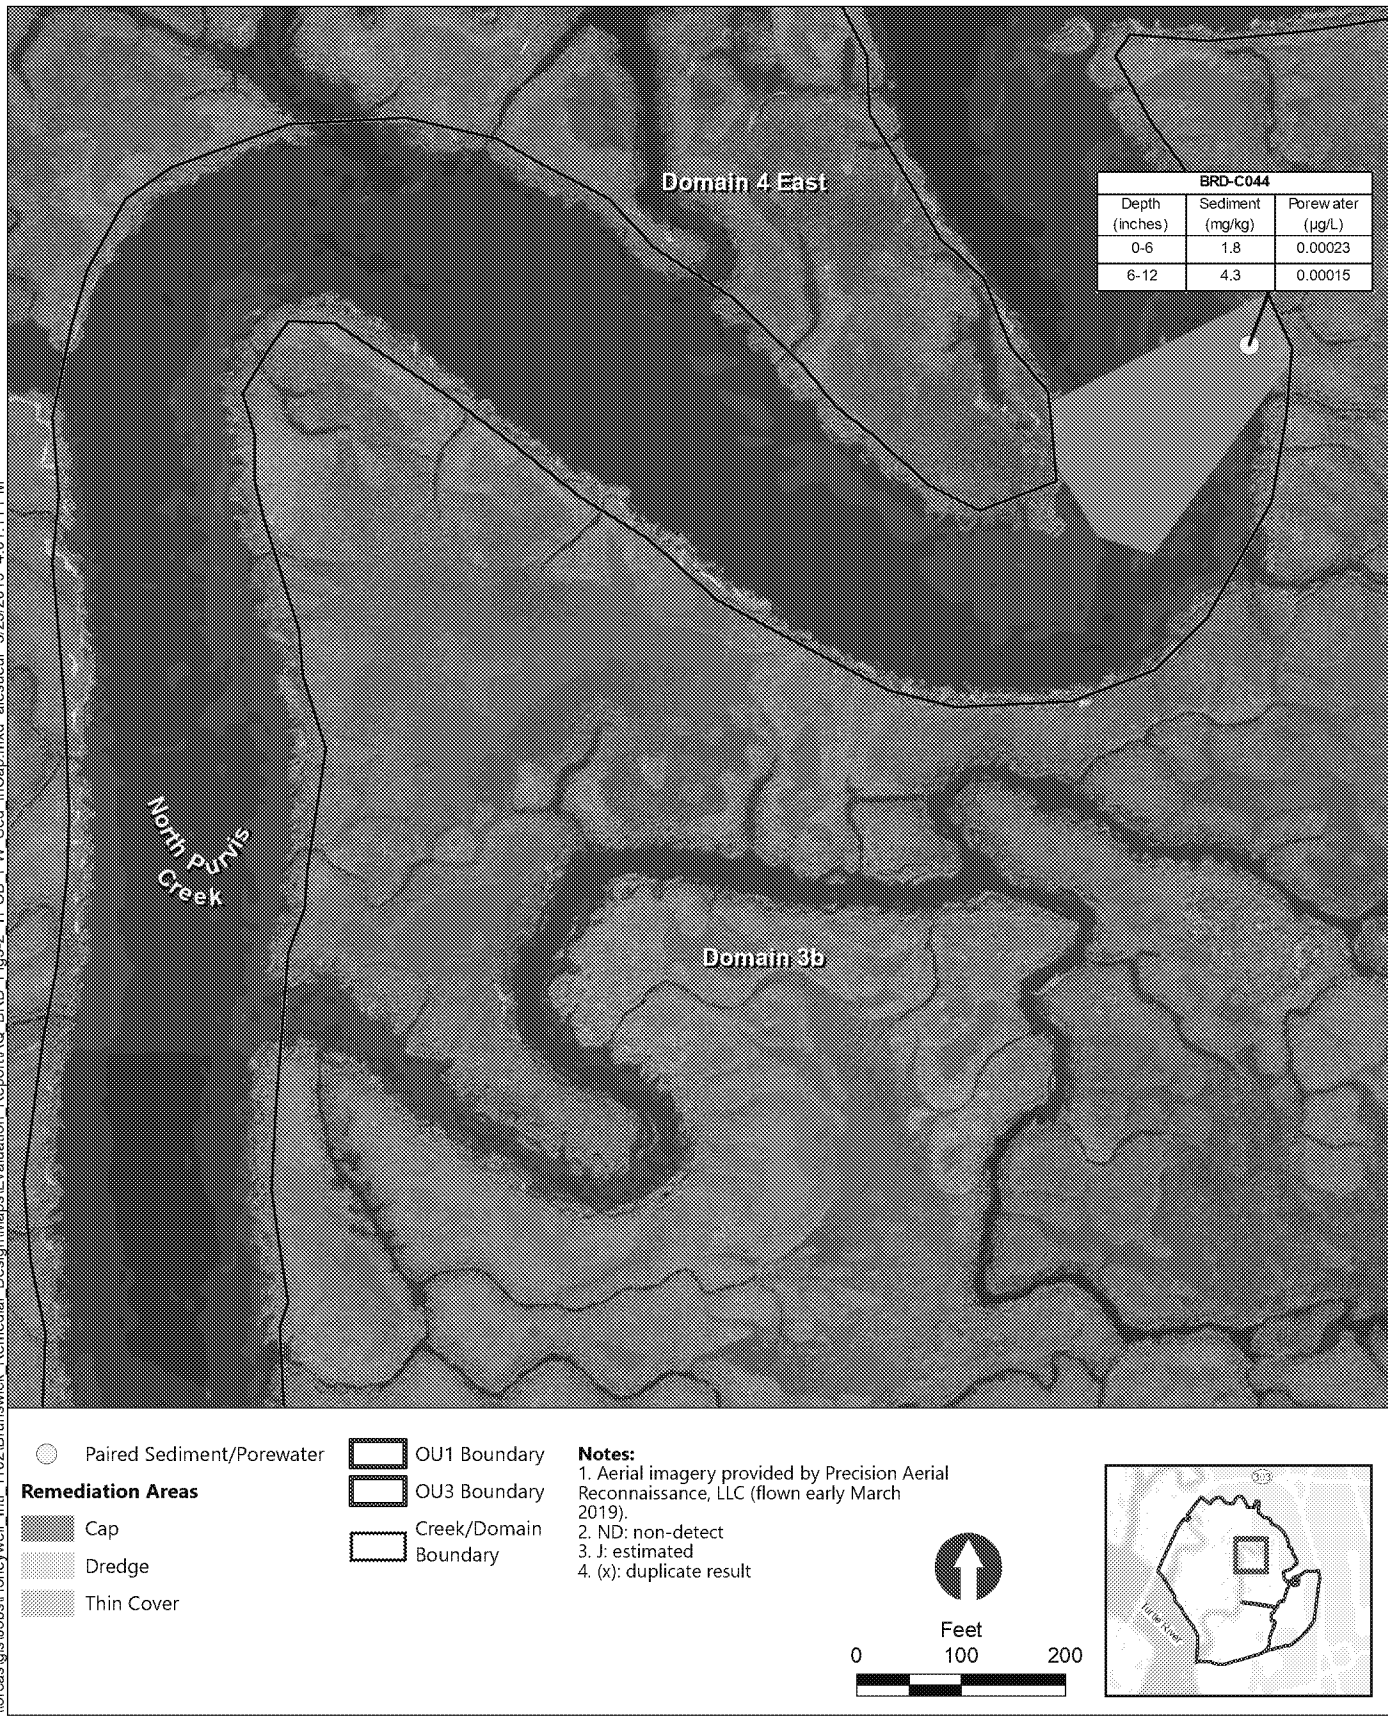 Domain 4 East
BRD-C044
Depth (inches) Sediment (mg/kg) Porewater (µg/L)
0-6 1.8 0.00023
6-12 4.3 0.00015
North Purvis
Creek
Domain 3b
Paired Sediment/Porewater
Remediation Areas
Cap
Dredge
Thin Cover
OU1 Boundary
OU3 Boundary
Creek/Domain
Boundary
Notes:
1. Aerial imagery provided by Precision Aerial
Reconnaissance, LLC (flown early March
2019).
2. ND: non-detect
3. J: estimated
4. (x): duplicate result
Feet
0 100 200
303
Turtle River